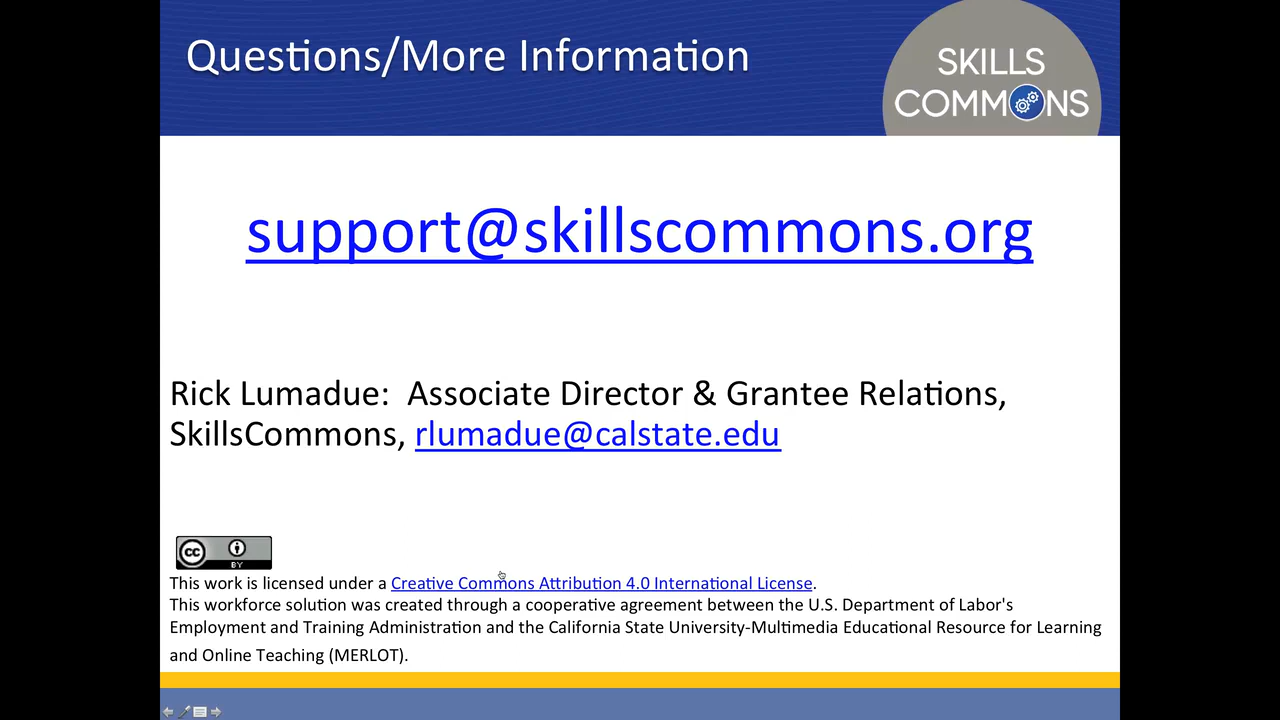 Questions/More Information
SKILLS
COMMONS
support@skillscommons.org
Rick Lumadue:  Associate Director & Grantee Relations,
SkillsCommons, rlumadue@calstate.edu
cc
BY
This work is licensed under a Creative Commons Attribution 4.0 International License.
This workforce solution was created through a cooperative agreement between the U.S. Department of Labor's
Employment and Training Administration and the California State University-Multimedia Educational Resource for Learning
and Online Teaching (MERLOT).